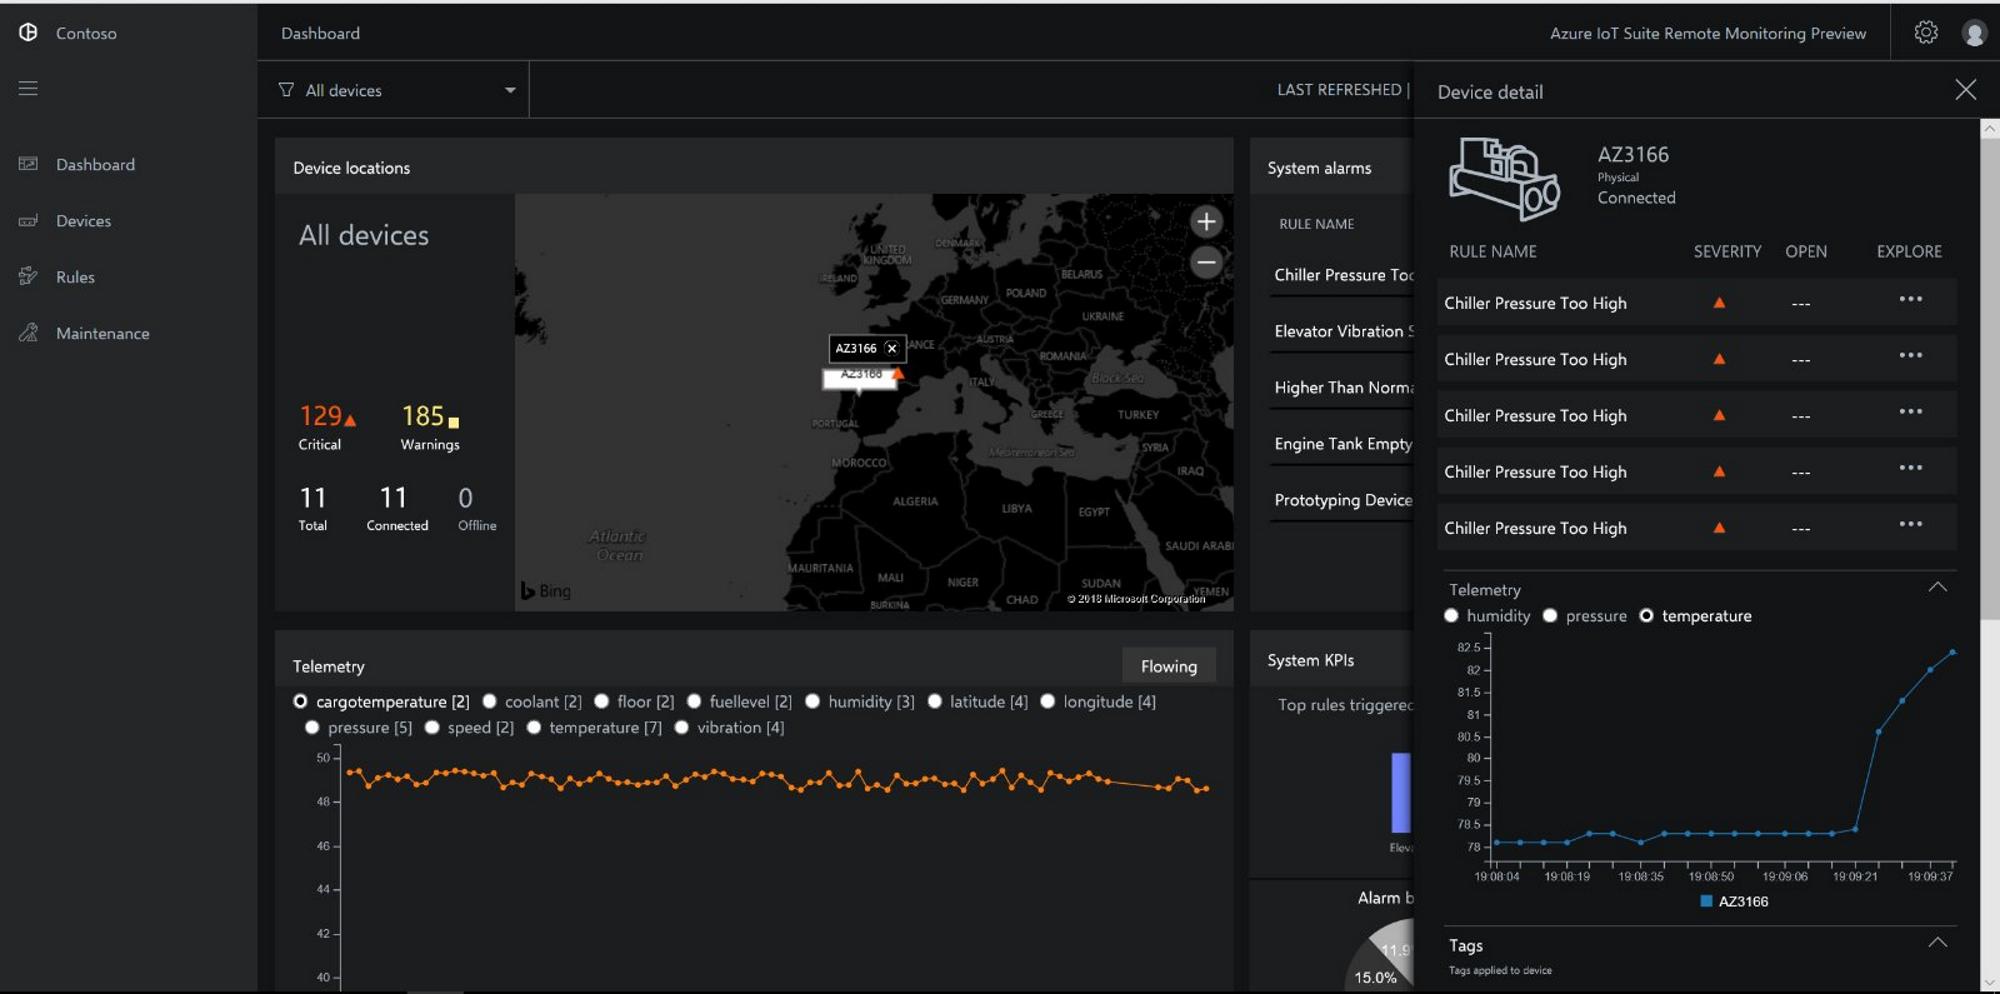 Contoso
Dashboard
Azure IoT Suite Remote Monitoring Preview
All devices
LAST REFRESHED |
Dashboard
Devices
Rules
Maintenance
Device locations
All devices
129
Critical
185
Warnings
11
Total
11
Connected
0
Offline
UNITED
KINGDOM
DENMARK
IRELAND
BELARUS
POLAND
GERMANY
UKRAINE
AZ3166
ANCE
AUSTRIA
ROMANIA
AZ3166
ITALY
Black Sea
GREECE
TURKEY
PORTUGAL
Mediterranean Sea
SYRIA
MOROCCO
IRAQ
ALGERIA
LIBYA
EGYPT
Atlantic
Ocean
SAUDI ARABI
MAURITANIA
MALI
NIGER
SUDAN
CHAD
YEMEN
BURKINA
Bing
© 2018 Microsoft Corporation
System alarms
RULE NAME
Chiller Pressure Too
Elevator Vibration S
Higher Than Norma
Engine Tank Empty
Prototyping Device
Telemetry
Flowing
cargotemperature [2] coolant [2] floor [2] fuellevel [2] humidity [3] latitude [4] longitude [4]
pressure [5] speed [2] temperature [7] vibration [4]
50
48
46
44
42
40
System KPIs
Top rules triggered
Eleva
Alarm b
11.9
15.0%
Device detail
AZ3166
Physical
Connected
RULE NAME SEVERITY OPEN EXPLORE
Chiller Pressure Too High --- •••
Chiller Pressure Too High --- •••
Chiller Pressure Too High --- •••
Chiller Pressure Too High --- •••
Chiller Pressure Too High --- •••
Telemetry
humidity pressure temperature
82.5
82
81.5
81
80.5
80
79.5
79
78.5
78
19:08:04 19:08:19 19:08:35 19:08:50 19:09:06 19:09:21 19:09:37
AZ3166
Tags
Tags applied to device